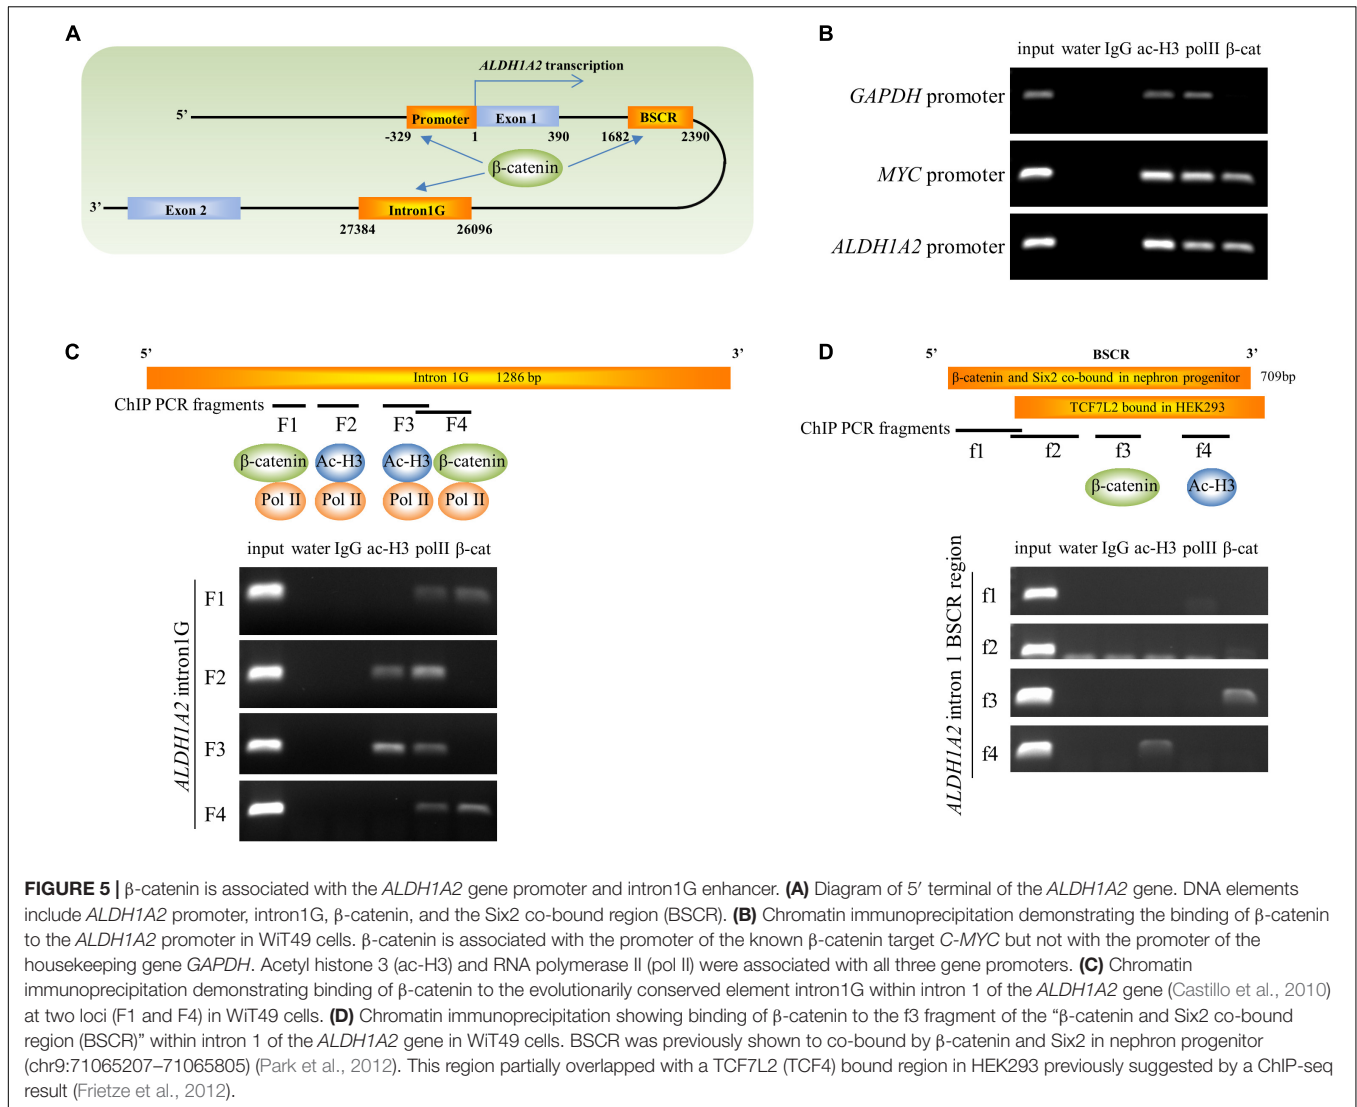 A
ALDH1A2 transcription
5’
Promoter
Exon 1
BSCR
-329
1
390
1682
2390
β-catenin
3’
Exon 2
Intron1G
27384
26096
B
input water IgG ac-H3 polII β-cat
GAPDH promoter
MYC promoter
ALDH1A2 promoter
C
5’
3’
Intron 1G 1286 bp
ChIP PCR fragments
F1
F2
F3
F4
β-catenin
Ac-H3
Ac-H3
β-catenin
Pol II
Pol II
Pol II
Pol II
input water IgG ac-H3 polII β-cat
ALDH1A2 intron1G
F1
F2
F3
F4
D
5’
BSCR
3’
β-catenin and Six2 co-bound in nephron progenitor
709bp
TCF7L2 bound in HEK293
ChIP PCR fragments
f1
f2
f3
f4
β-catenin
Ac-H3
input water IgG ac-H3 polII β-cat
ALDH1A2 intron 1 BSCR region
f1
f2
f3
f4
FIGURE 5 | β-catenin is associated with the ALDH1A2 gene promoter and intron1G enhancer. (A) Diagram of 5′ terminal of the ALDH1A2 gene. DNA elements
include ALDH1A2 promoter, intron1G, β-catenin, and the Six2 co-bound region (BSCR). (B) Chromatin immunoprecipitation demonstrating the binding of β-catenin
to the ALDH1A2 promoter in WiT49 cells. β-catenin is associated with the promoter of the known β-catenin target C-MYC but not with the promoter of the
housekeeping gene GAPDH. Acetyl histone 3 (ac-H3) and RNA polymerase II (pol II) were associated with all three gene promoters. (C) Chromatin
immunoprecipitation demonstrating binding of β-catenin to the evolutionarily conserved element intron1G within intron 1 of the ALDH1A2 gene (Castillo et al., 2010)
at two loci (F1 and F4) in WiT49 cells. (D) Chromatin immunoprecipitation showing binding of β-catenin to the f3 fragment of the “β-catenin and Six2 co-bound
region (BSCR)” within intron 1 of the ALDH1A2 gene in WiT49 cells. BSCR was previously shown to co-bound by β-catenin and Six2 in nephron progenitor
(chr9:71065207–71065805) (Park et al., 2012). This region partially overlapped with a TCF7L2 (TCF4) bound region in HEK293 previously suggested by a ChIP-seq
result (Frietze et al., 2012).